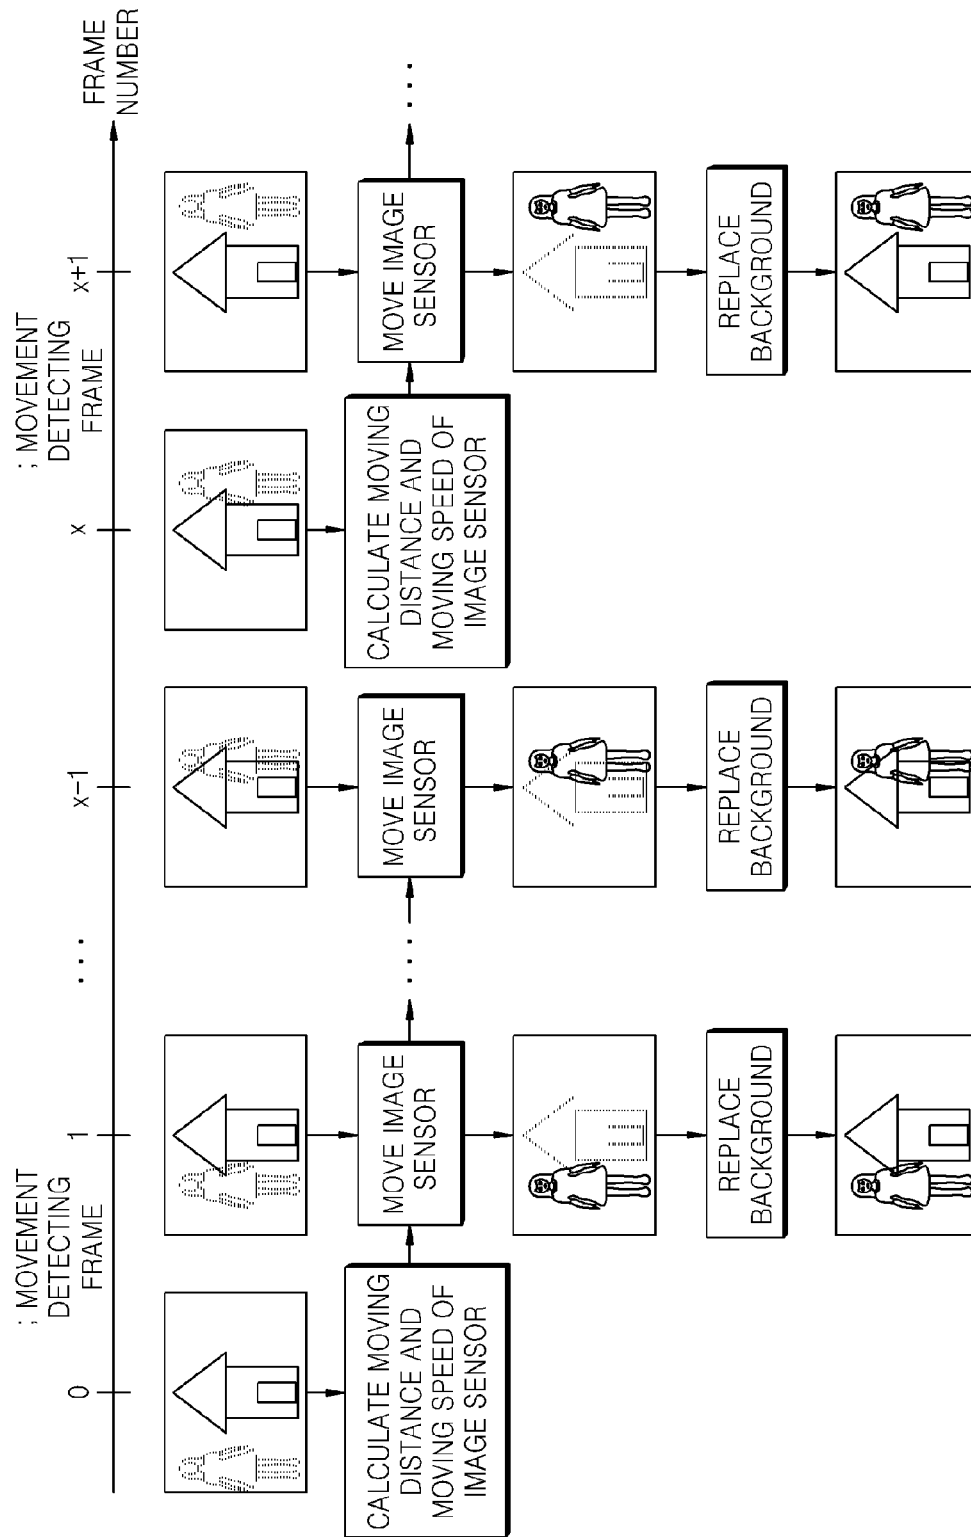 ; MOVEMENT
DETECTING
FRAME
; MOVEMENT
DETECTING
FRAME
0
1
...
x-1
x
x+1
FRAME
NUMBER
CALCULATE MOVING
DISTANCE AND
MOVING SPEED OF
IMAGE SENSOR
MOVE IMAGE
SENSOR
...
MOVE IMAGE
SENSOR
CALCULATE MOVING
DISTANCE AND
MOVING SPEED OF
IMAGE SENSOR
MOVE IMAGE
SENSOR
...
REPLACE
BACKGROUND
REPLACE
BACKGROUND
REPLACE
BACKGROUND